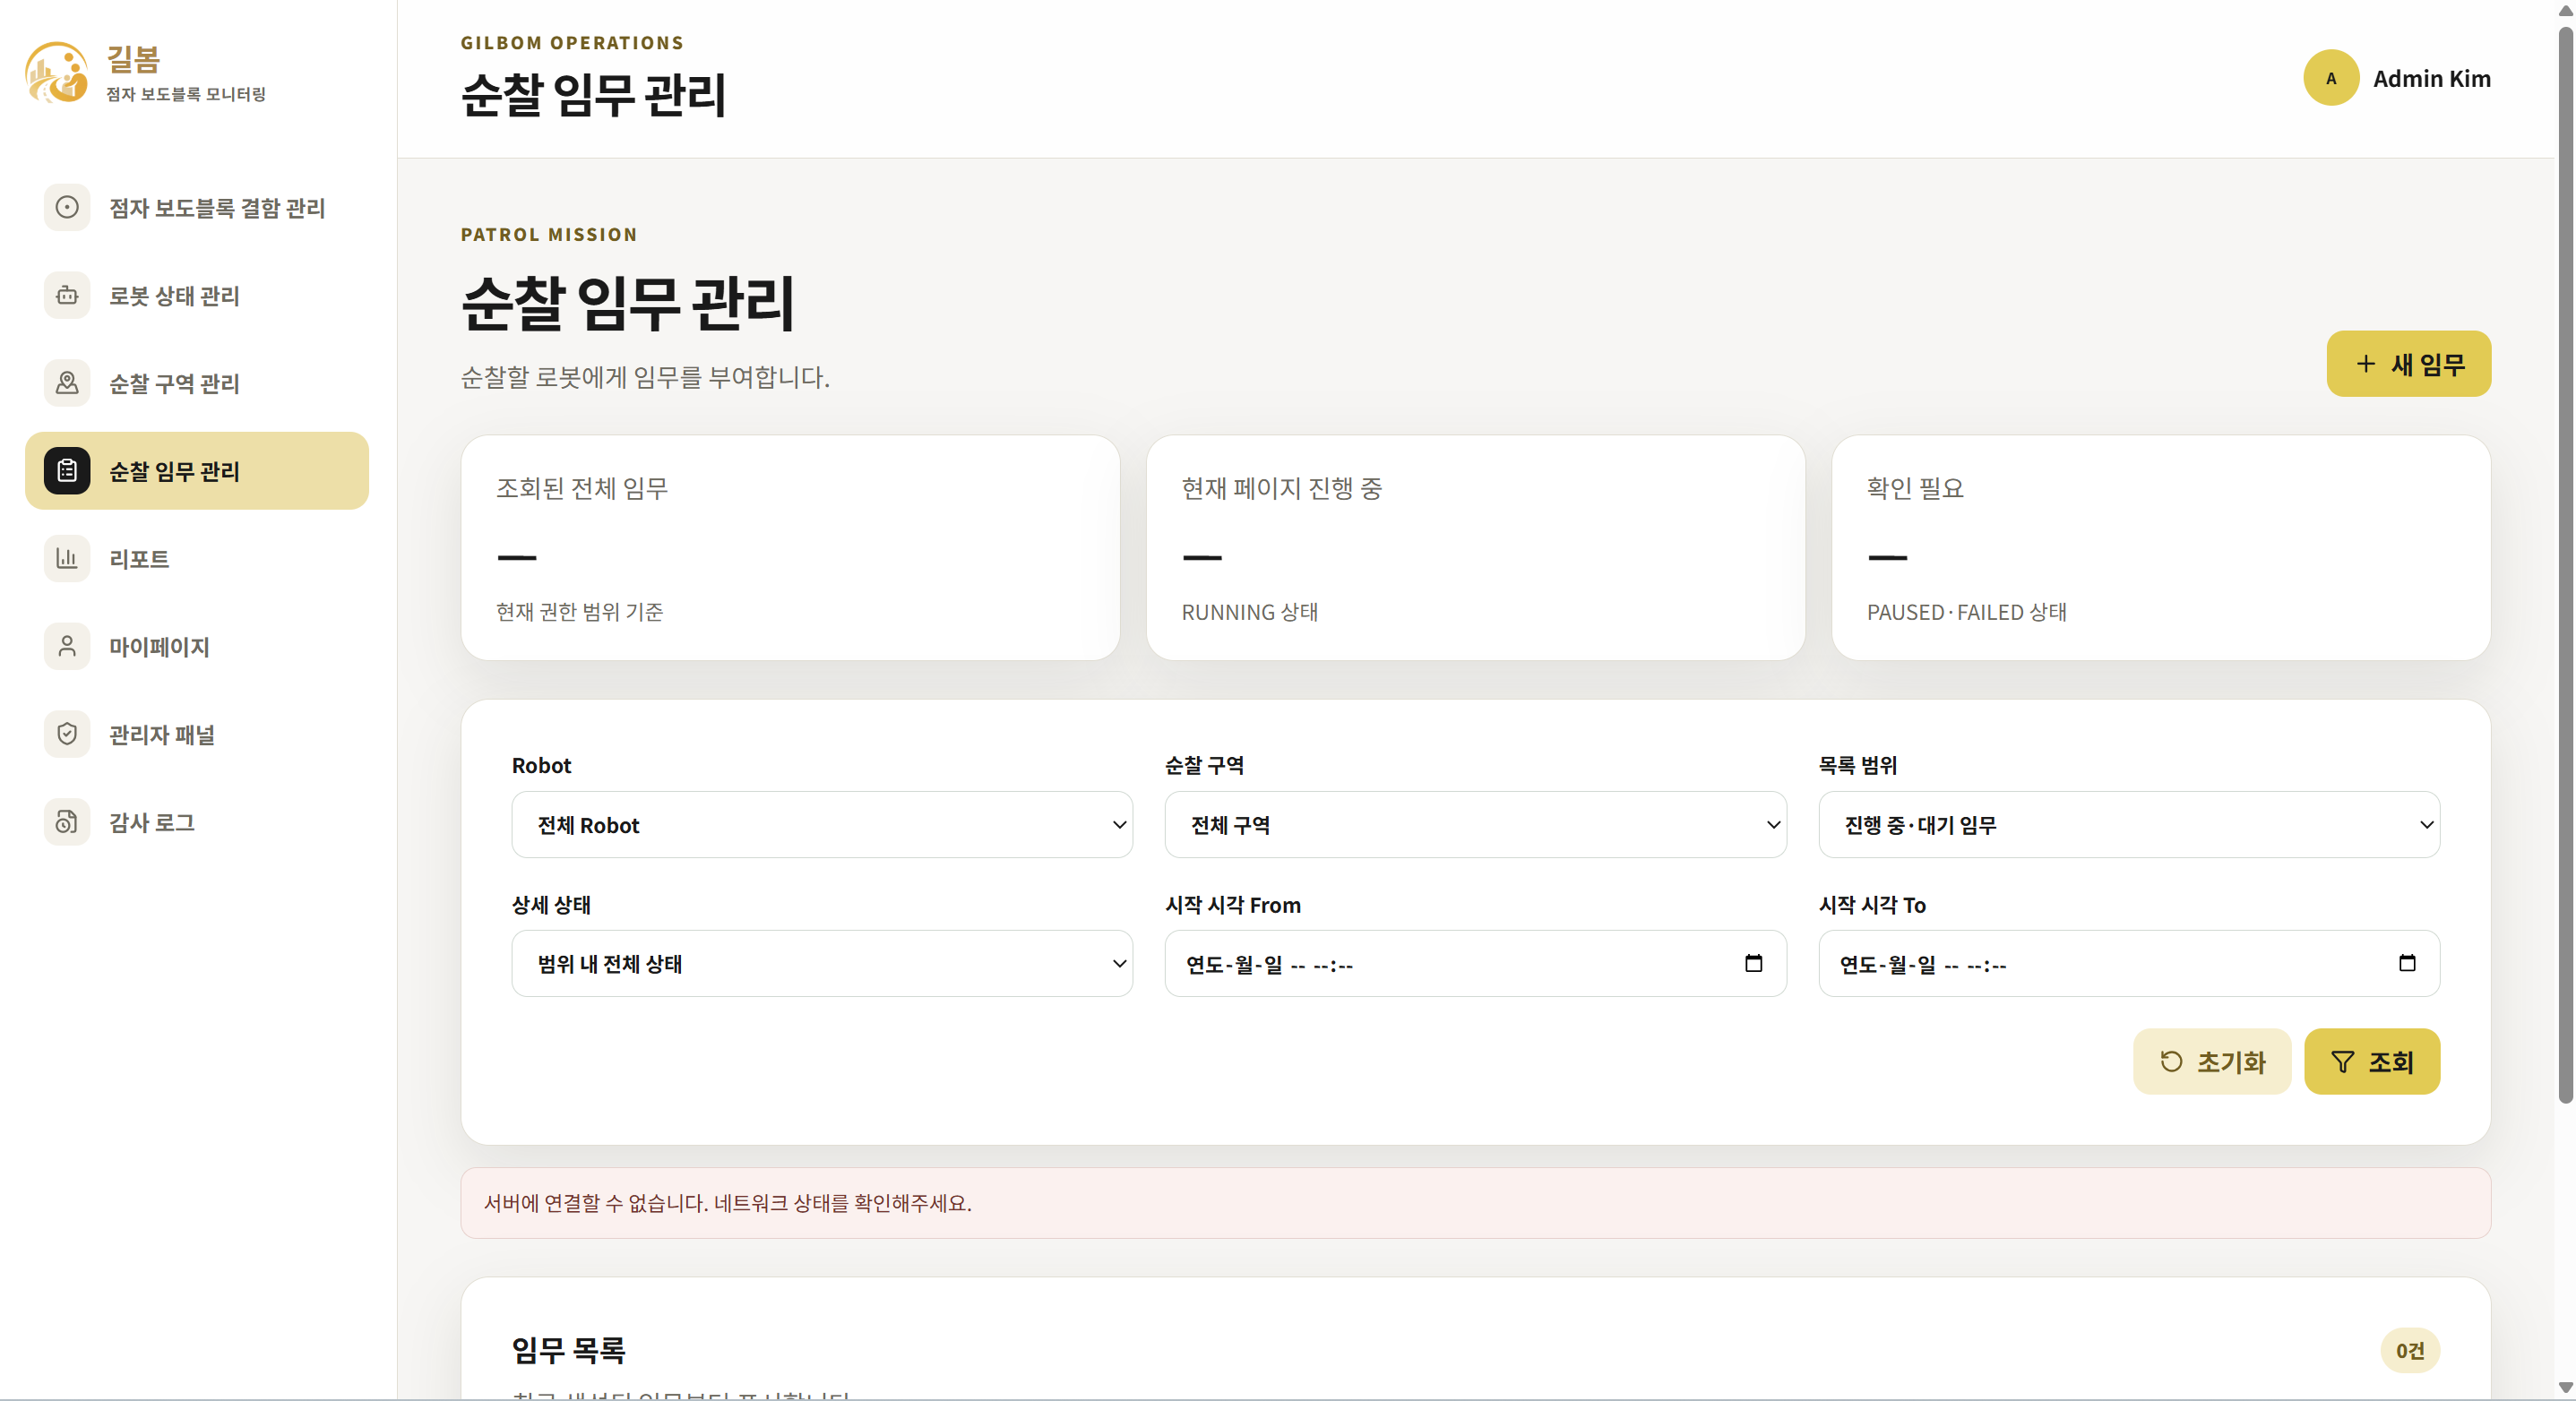 길봄
점자 보도블록 모니터링
점자 보도블록 결함 관리
로봇 상태 관리
순찰 구역 관리
순찰 임무 관리
리포트
마이페이지
관리자 패널
감사 로그
GILBOM OPERATIONS
순찰 임무 관리
A
Admin Kim
PATROL MISSION
순찰 임무 관리
순찰할 로봇에게 임무를 부여합니다.
새 임무
조회된 전체 임무
—
현재 권한 범위 기준
현재 페이지 진행 중
—
RUNNING 상태
확인 필요
—
PAUSED·FAILED 상태
Robot
전체 Robot
순찰 구역
전체 구역
목록 범위
진행 중·대기 임무
상세 상태
범위 내 전체 상태
시작 시각 From
연도-월-일 -- --:--
시작 시각 To
연도-월-일 -- --:--
초기화
조회
서버에 연결할 수 없습니다. 네트워크 상태를 확인해주세요.
임무 목록
0건